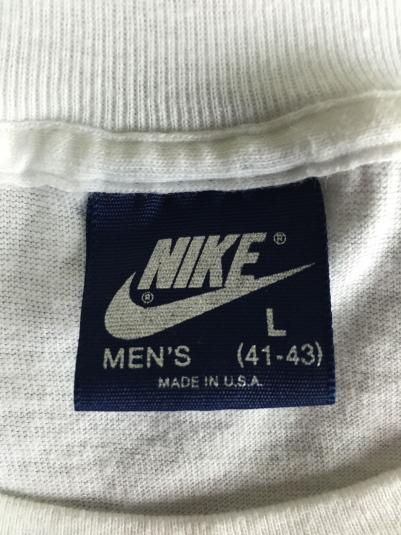 NIKE®
®
L
MEN'S (41-43)
MADE IN U.S.A.